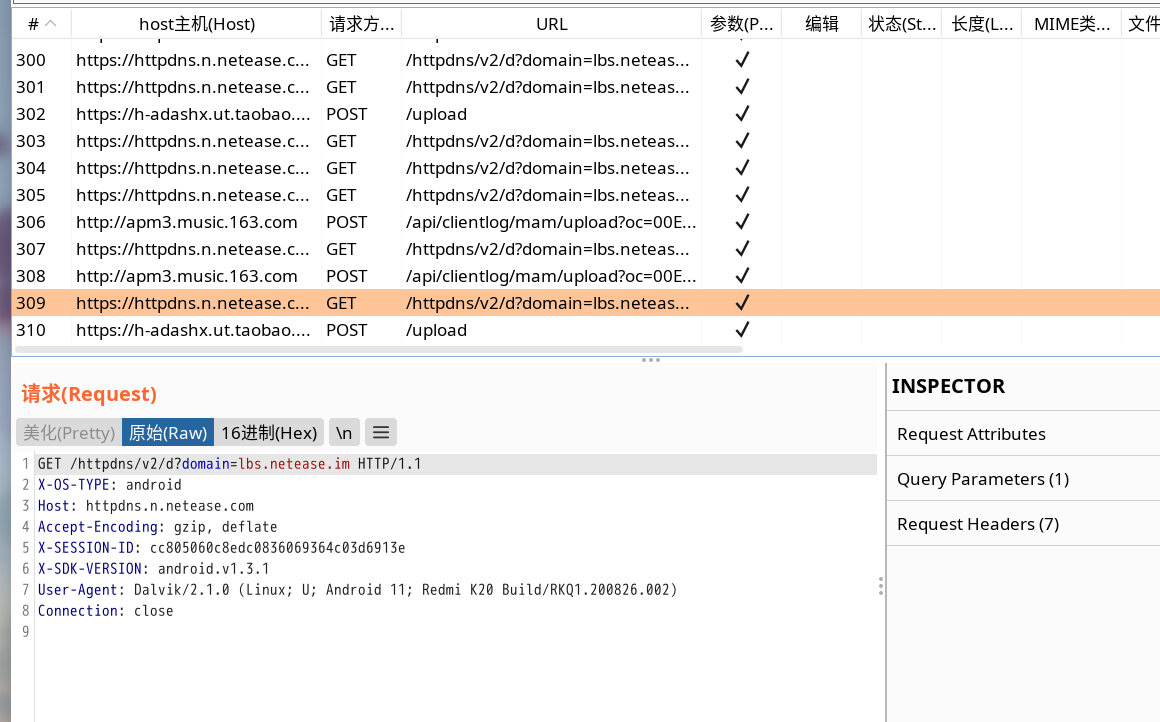 # host主机(Host) 请求方... URL 参数(P... 编辑 状态(St... 长度(L... MIME类... 文件
300 https://httpdns.n.netease.c... GET /httpdns/v2/d?domain=lbs.neteas... ✓
301 https://httpdns.n.netease.c... GET /httpdns/v2/d?domain=lbs.neteas... ✓
302 https://h-adashx.ut.taobao.... POST /upload ✓
303 https://httpdns.n.netease.c... GET /httpdns/v2/d?domain=lbs.neteas... ✓
304 https://httpdns.n.netease.c... GET /httpdns/v2/d?domain=lbs.neteas... ✓
305 https://httpdns.n.netease.c... GET /httpdns/v2/d?domain=lbs.neteas... ✓
306 http://apm3.music.163.com POST /api/clientlog/mam/upload?oc=00E... ✓
307 https://httpdns.n.netease.c... GET /httpdns/v2/d?domain=lbs.neteas... ✓
308 http://apm3.music.163.com POST /api/clientlog/mam/upload?oc=00E... ✓
309 https://httpdns.n.netease.c... GET /httpdns/v2/d?domain=lbs.neteas... ✓
310 https://h-adashx.ut.taobao.... POST /upload ✓
请求(Request)
美化(Pretty) 原始(Raw) 16进制(Hex) \n
1 GET /httpdns/v2/d?domain=lbs.netease.im HTTP/1.1
2 X-OS-TYPE: android
3 Host: httpdns.n.netease.com
4 Accept-Encoding: gzip, deflate
5 X-SESSION-ID: cc805060c8edc0836069364c03d6913e
6 X-SDK-VERSION: android.v1.3.1
7 User-Agent: Dalvik/2.1.0 (Linux; U; Android 11; Redmi K20 Build/RKQ1.200826.002)
8 Connection: close
9
INSPECTOR
Request Attributes
Query Parameters (1)
Request Headers (7)